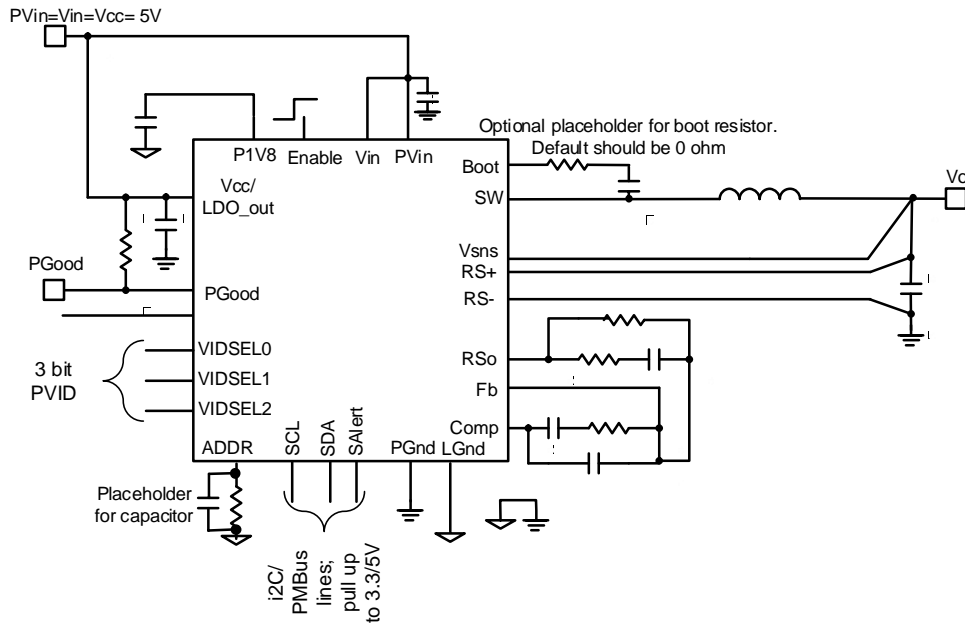 PVin=Vin=Vcc= 5V
P1V8
Enable
Vin
PVin
Optional placeholder for boot resistor.
Default should be 0 ohm
Boot
SW
Vcc/
LDO_out
Vo
Vsns
RS+
RS-
PGood
PGood
VIDSEL0
VIDSEL1
VIDSEL2
3 bit
PVID
RSo
Fb
Comp
ADDR
SCL
SDA
SAlert
PGnd
LGnd
Placeholder
for capacitor
i2C/
PMBus
lines;
pull up
to 3.3/5V